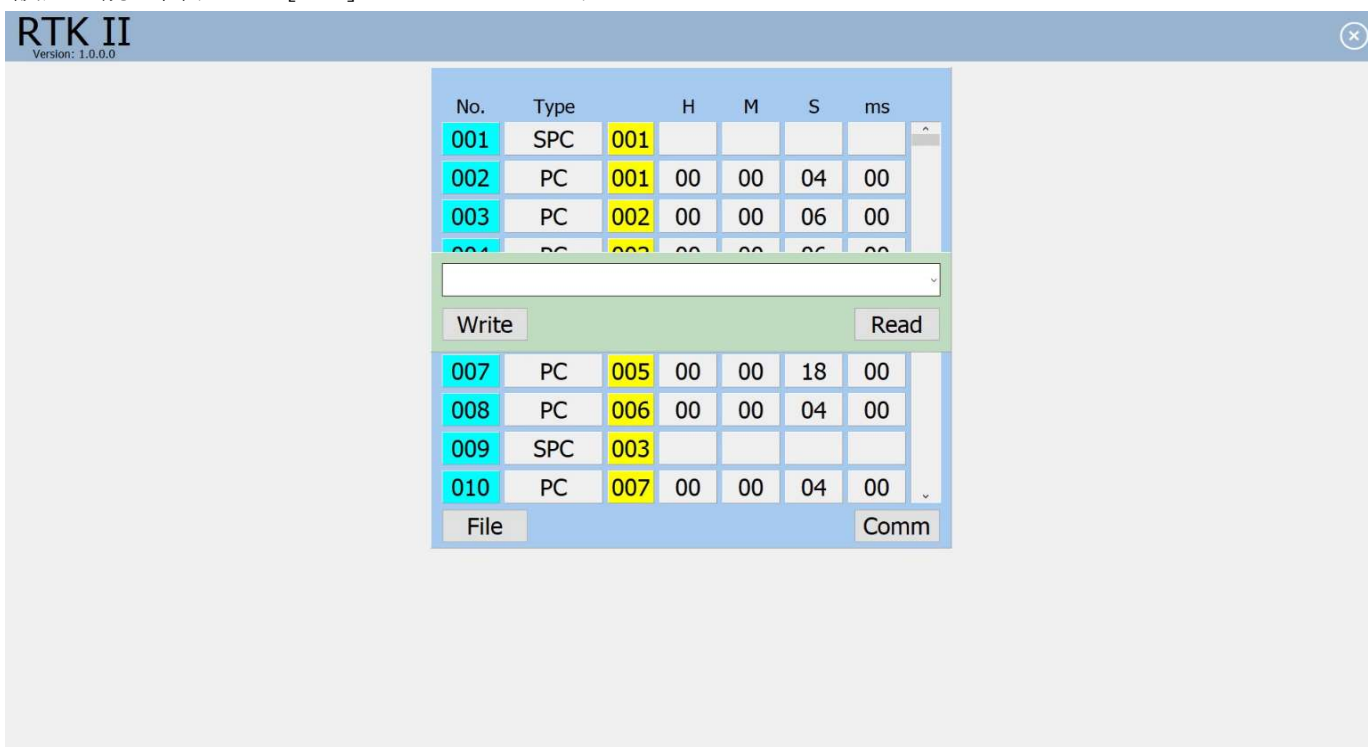 RTK II
Version: 1.0.0.0
No. Type H M S ms
001 SPC 001
002 PC 001 00 00 04 00
003 PC 002 00 00 06 00
Write Read
007 PC 005 00 00 18 00
008 PC 006 00 00 04 00
009 SPC 003
010 PC 007 00 00 04 00
File Comm